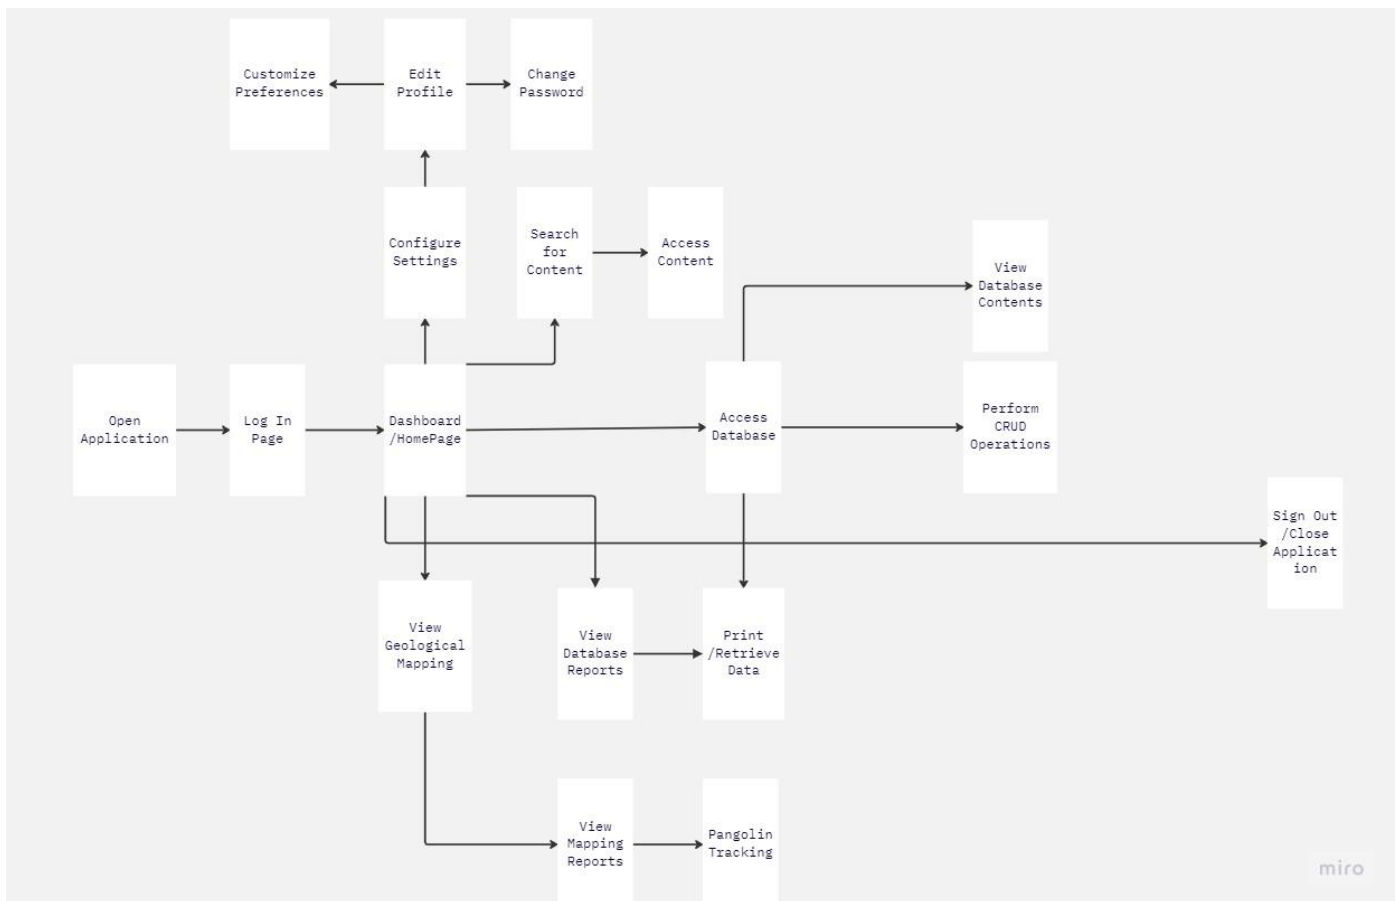 Customize
Preferences
Edit
Profile
Change
Password
Configure
Settings
Search
for
Content
Access
Content
View
Database
Contents
Open
Application
Log In
Page
Dashboard
/HomePage
Access
Database
Perform
CRUD
Operations
Sign Out
/Close
Applicat
ion
View
Geological
Mapping
View
Database
Reports
Print
/Retrieve
Data
View
Mapping
Reports
Pangolin
Tracking
miro